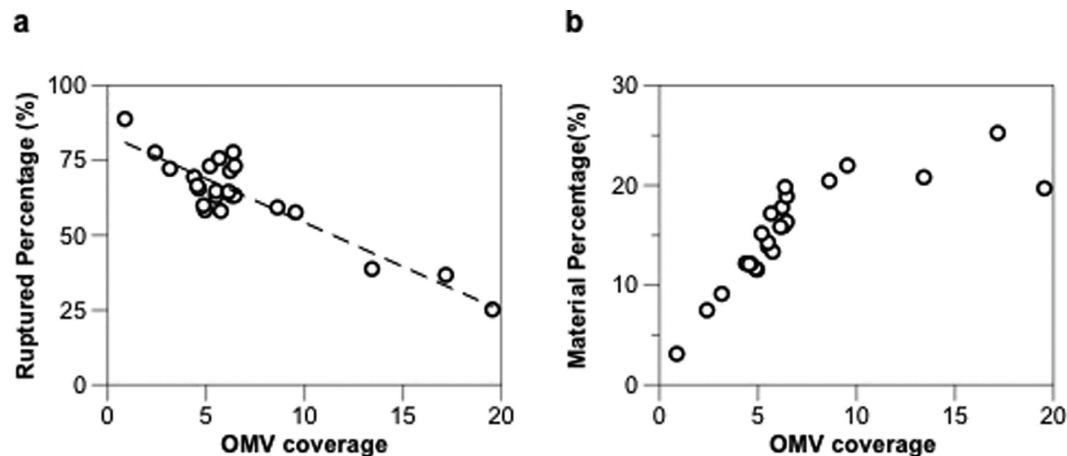 a
b
Ruptured Percentage (%)
100
75
50
25
0
0 5 10 15 20
OMV coverage
Material Percentage(%)
30
20
10
0
0 5 10 15 20
OMV coverage